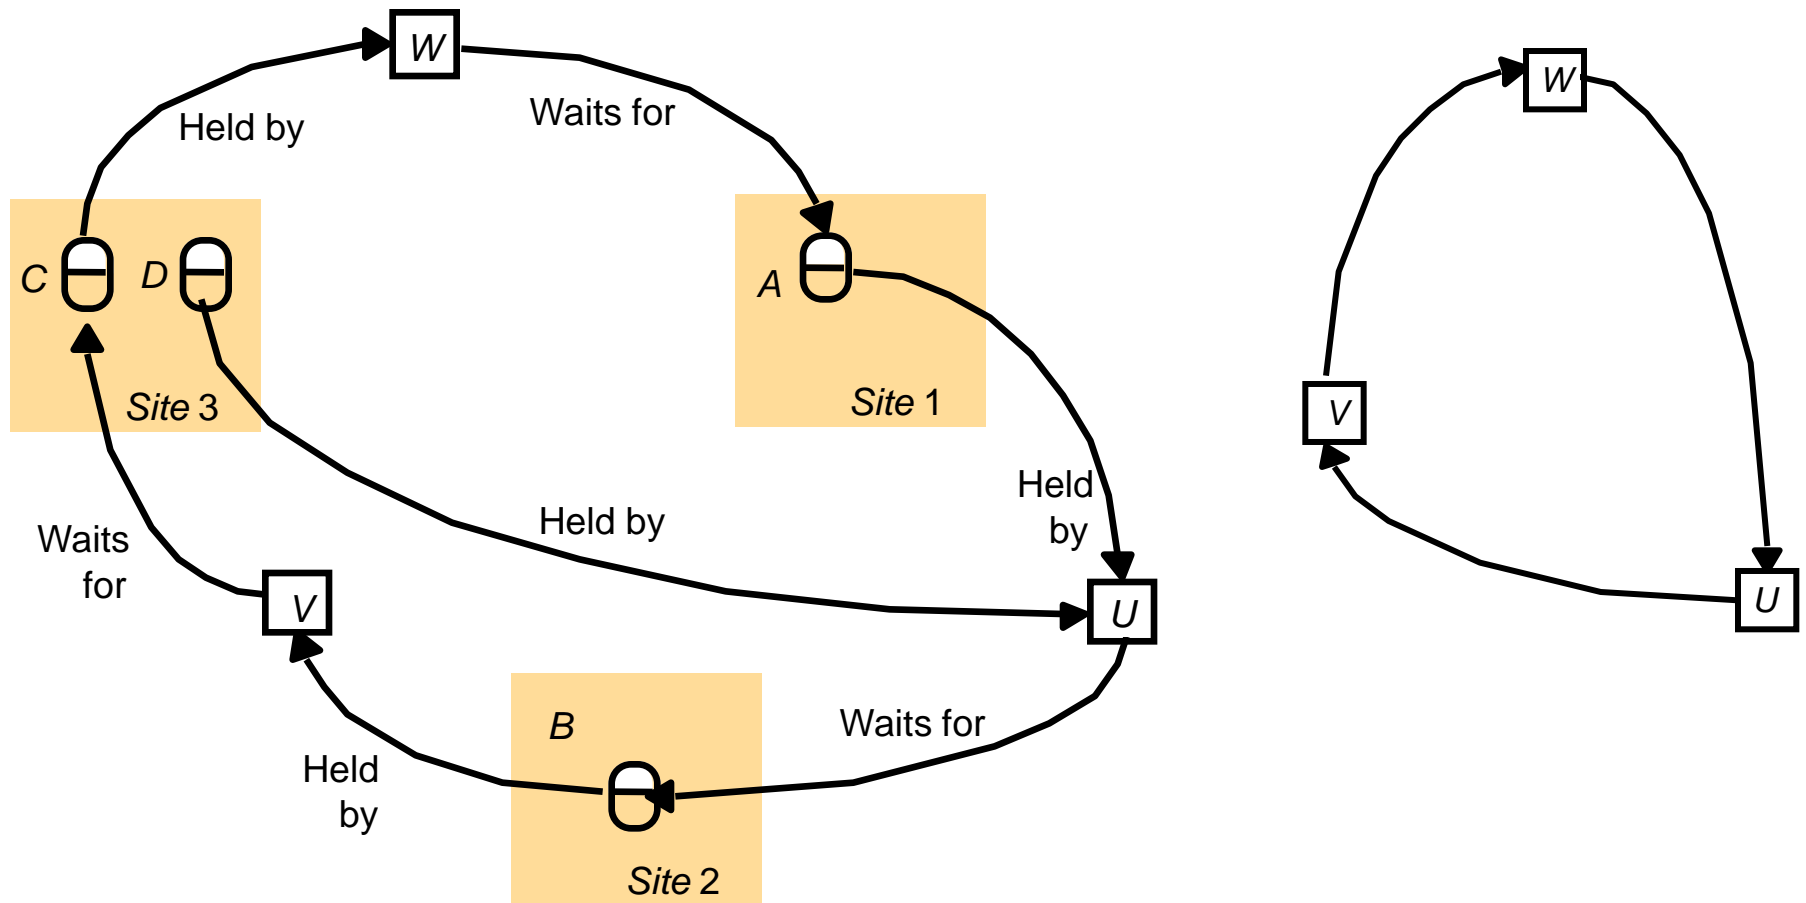 W
W
Waits for
Held by
C
D
A
Site 3
Site 1
V
Held
by
Held by
Waits
for
V
U
U
B
Waits for
Held
by
Site 2